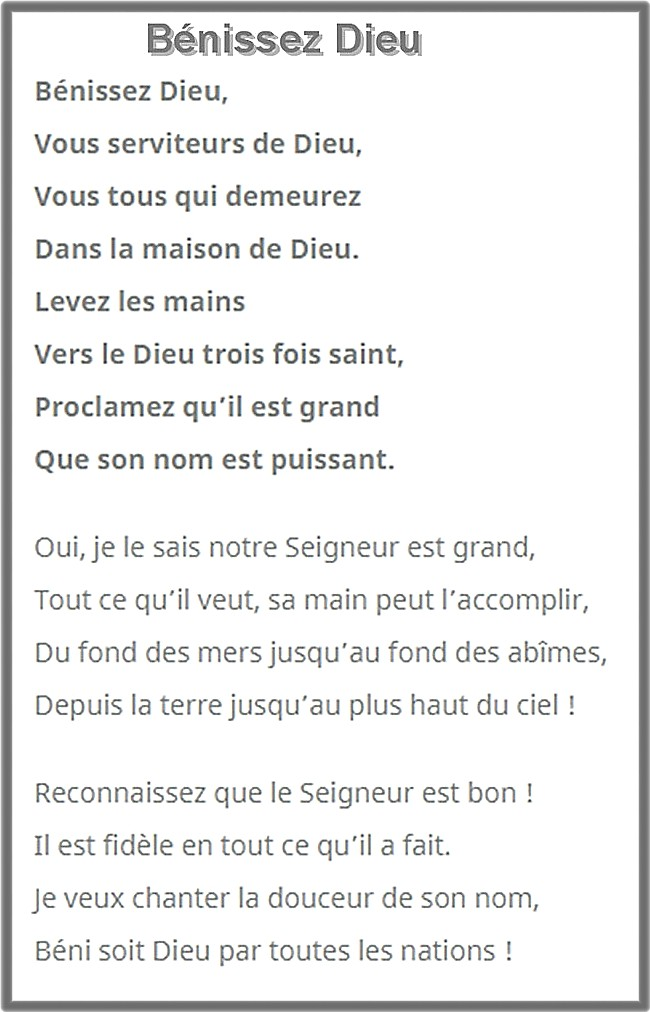 Bénissez Dieu
Bénissez Dieu,
Vous serviteurs de Dieu,
Vous tous qui demeurez
Dans la maison de Dieu.
Levez les mains
Vers le Dieu trois fois saint,
Proclamez qu’il est grand
Que son nom est puissant.
Oui, je le sais notre Seigneur est grand,
Tout ce qu’il veut, sa main peut l’accomplir,
Du fond des mers jusqu’au fond des abîmes,
Depuis la terre jusqu’au plus haut du ciel !
Reconnaissez que le Seigneur est bon !
Il est fidèle en tout ce qu’il a fait.
Je veux chanter la douceur de son nom,
Béni soit Dieu par toutes les nations !